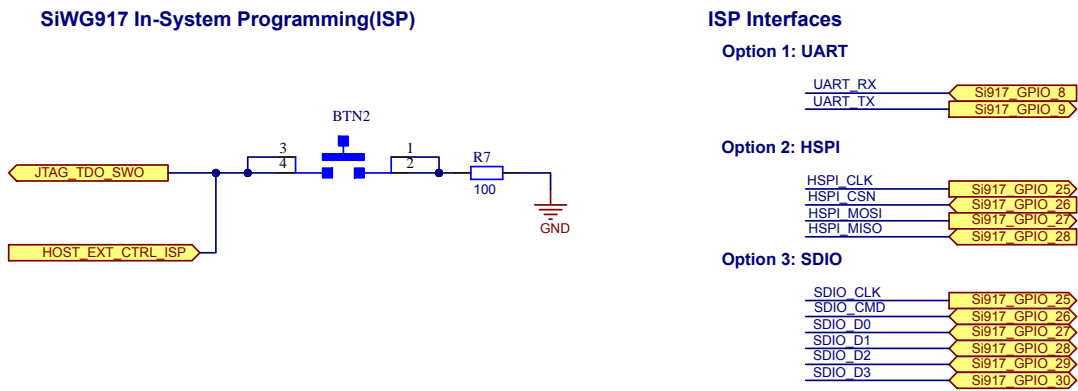 SiWG917 In-System Programming(ISP)
BTN2
3
4
1
2
R7
100
JTAG_TDO_SWO
HOST_EXT_CTRL_ISP
GND
ISP Interfaces
Option 1: UART
UART_RX Si917_GPIO_8
UART_TX Si917_GPIO_9
Option 2: HSPI
HSPI_CLK Si917_GPIO_25
HSPI_CSN Si917_GPIO_26
HSPI_MOSI Si917_GPIO_27
HSPI_MISO Si917_GPIO_28
Option 3: SDIO
SDIO_CLK Si917_GPIO_25
SDIO_CMD Si917_GPIO_26
SDIO_D0 Si917_GPIO_27
SDIO_D1 Si917_GPIO_28
SDIO_D2 Si917_GPIO_29
SDIO_D3 Si917_GPIO_30